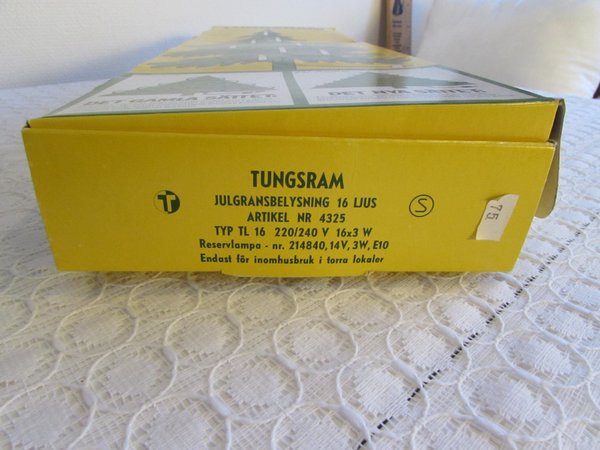 DET GAMLA SÄTTET:
DET NYA SÄTTET:
TUNGSRAM
JULGRANSBELYSNING 16 LJUS
ARTIKEL NR 4325
TYP TL 16 220/240 V 16x3 W
Reservlampa - nr. 214840, 14V, 3W, E10
Endast för inomhusbruk i torra lokaler
T
S
75